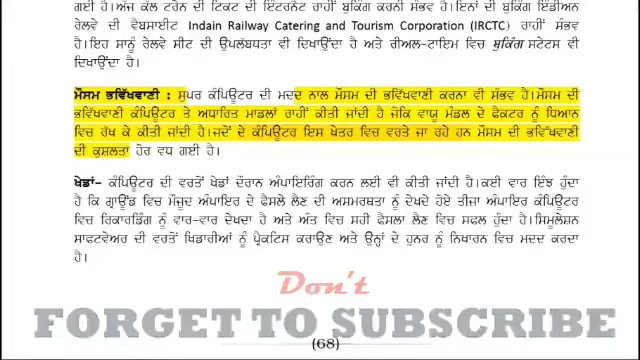 ਗਈ ਹੈ।ਅੱਜ ਕੱਲ ਟਰੇਨ ਦੀ ਟਿਕਟ ਦੀ ਇੰਟਰਨੈਟ ਰਾਹੀਂ ਬੁਕਿੰਗ ਕਰਨੀ ਸੰਭਵ ਹੈ।ਇਨਾਂ ਦੀ ਬੁਕਿੰਗ ਇੰਡੀਅਨ
ਰੇਲਵੇ ਦੀ ਵੈਬਸਾਈਟ Indain Railway Catering and Tourism Corporation (IRCTC) ਰਾਹੀਂ ਸੰਭਵ
ਹੈ।ਇਹ ਸਾਨੂੰ ਰੇਲਵੇ ਸੀਟ ਦੀ ਉਪਲੱਬਧਤਾ ਵੀ ਦਿਖਾਉਂਦਾ ਹੈ ਅਤੇ ਰੀਅਲ-ਟਾਇਮ ਵਿਚ ਬੁਕਿੰਗ ਸਟੇਟਸ ਵੀ
ਦਿਖਾਉਂਦਾ ਹੈ।
ਮੌਸਮ ਭਵਿੱਖਵਾਣੀ : ਸੁਪਰ ਕੰਪਿਊਟਰ ਦੀ ਮਦਦ ਨਾਲ ਮੌਸਮ ਦੀ ਭਵਿੱਖਵਾਣੀ ਕਰਨਾ ਵੀ ਸੰਭਵ ਹੈ।ਮੌਸਮ ਦੀ
ਭਵਿੱਖਵਾਣੀ ਕੰਪਿਊਟਰ ਤੇ ਅਧਾਰਿਤ ਮਾਡਲਾਂ ਰਾਹੀਂ ਕੀਤੀ ਜਾਂਦੀ ਹੈ ਜੋਕਿ ਵਾਯੂ ਮੰਡਲ ਦੇ ਫੈਕਟਰ ਨੂੰ ਧਿਆਨ
ਵਿਚ ਰੱਖ ਕੇ ਕੀਤੀ ਜਾਂਦੀ ਹੈ।ਜਦੋਂ ਦੇ ਕੰਪਿਊਟਰ ਇਸ ਖੇਤਰ ਵਿਚ ਵਰਤੇ ਜਾ ਰਹੇ ਹਨ ਮੌਸਮ ਦੀ ਭਵਿੱਖਵਾਣੀ
ਦੀ ਕੁਸ਼ਲਤਾ ਹੋਰ ਵਧ ਗਈ ਹੈ।
ਖੇਡਾਂ- ਕੰਪਿਊਟਰ ਦੀ ਵਰਤੋਂ ਖੇਡਾਂ ਦੌਰਾਨ ਅੰਪਾਇਰਿੰਗ ਕਰਨ ਲਈ ਵੀ ਕੀਤੀ ਜਾਂਦੀ ਹੈ।ਕਈ ਵਾਰ ਇੰਝ ਹੁੰਦਾ
ਹੈ ਕਿ ਗ੍ਰਾਊਂਡ ਵਿਚ ਮੌਜੂਦ ਅੰਪਾਇਰ ਦੇ ਫੈਸਲੇ ਲੈਣ ਦੀ ਅਸਮਰਥਤਾ ਨੂੰ ਦੇਖਦੇ ਹੋਏ ਤੀਜਾ ਅੰਪਾਇਰ ਕੰਪਿਊਟਰ
ਵਿਚ ਰਿਕਾਰਡਿੰਗ ਨੂੰ ਵਾਰ-ਵਾਰ ਦੇਖਦਾ ਹੈ ਅਤੇ ਅੰਤ ਵਿਚ ਸਹੀ ਫੈਸਲਾ ਲੈਣ ਵਿਚ ਸਫਲ ਹੁੰਦਾ ਹੈ।ਸਿਮੂਲੇਸ਼ਨ
ਸਾਫਟਵੇਅਰ ਦੀ ਵਰਤੋਂ ਖਿਡਾਰੀਆਂ ਨੂੰ ਪ੍ਰੈਕਟਿਸ ਕਰਾਉਣ ਅਤੇ ਉਨ੍ਹਾਂ ਦੇ ਹੁਨਰ ਨੂੰ ਨਿਖਾਰਨ ਵਿਚ ਮਦਦ ਕਰਦਾ
ਹੈ।
Don't
FORGET TO SUBSCRIBE
(68)